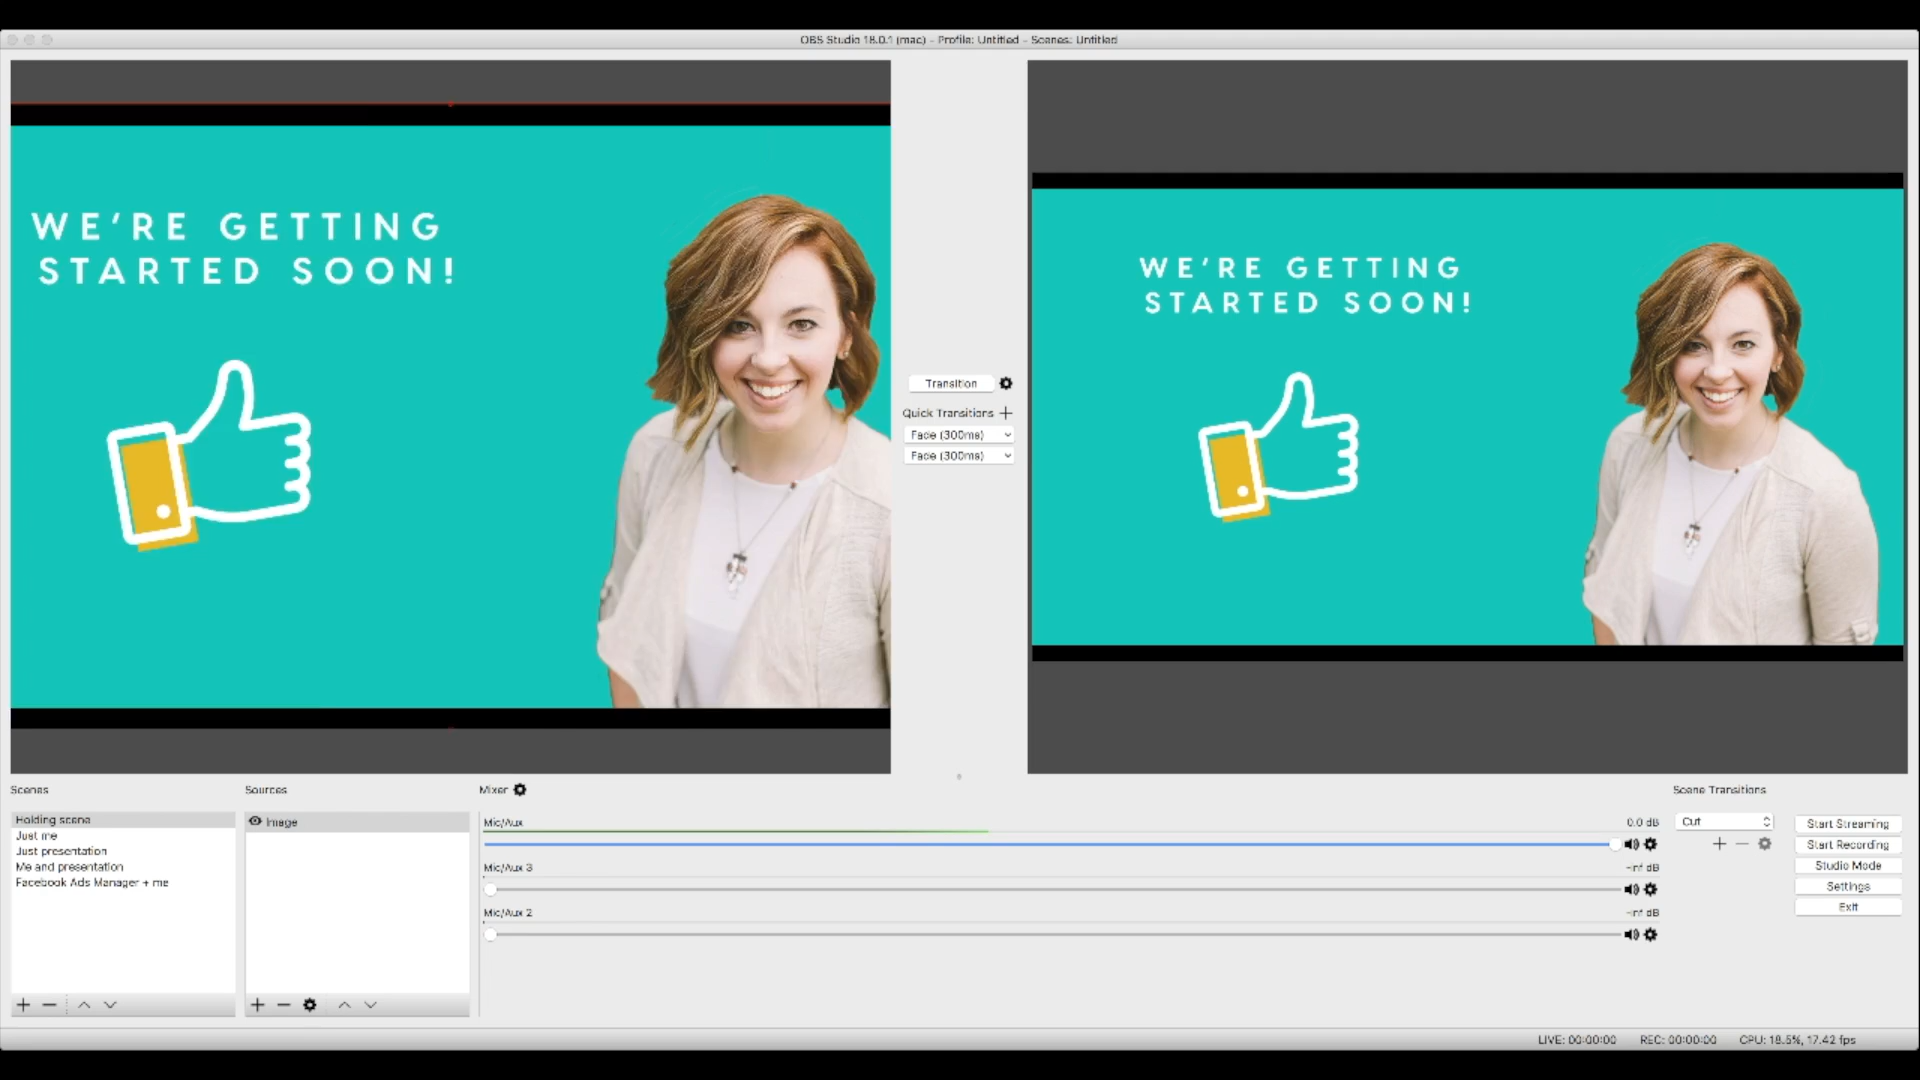 OBS Studio 18.0.1 (mac) - Profile: Untitled - Scenes: Untitled
WE'RE GETTING
STARTED SOON!
Transition
Quick Transitions
Fade (300ms)
Fade (300ms)
WE'RE GETTING
STARTED SOON!
Scenes
Holding scene
Just me
Just presentation
Me and presentation
Facebook Ads Manager + me
Sources
Image
Mixer
Mic/Aux 0.0 dB
Mic/Aux 3 -inf dB
Mic/Aux 2 -inf dB
Scene Transitions
Cut
Start Streaming
Start Recording
Studio Mode
Settings
Exit
LIVE: 00:00:00 REC: 00:00:00 CPU: 18.5%, 17.42 fps